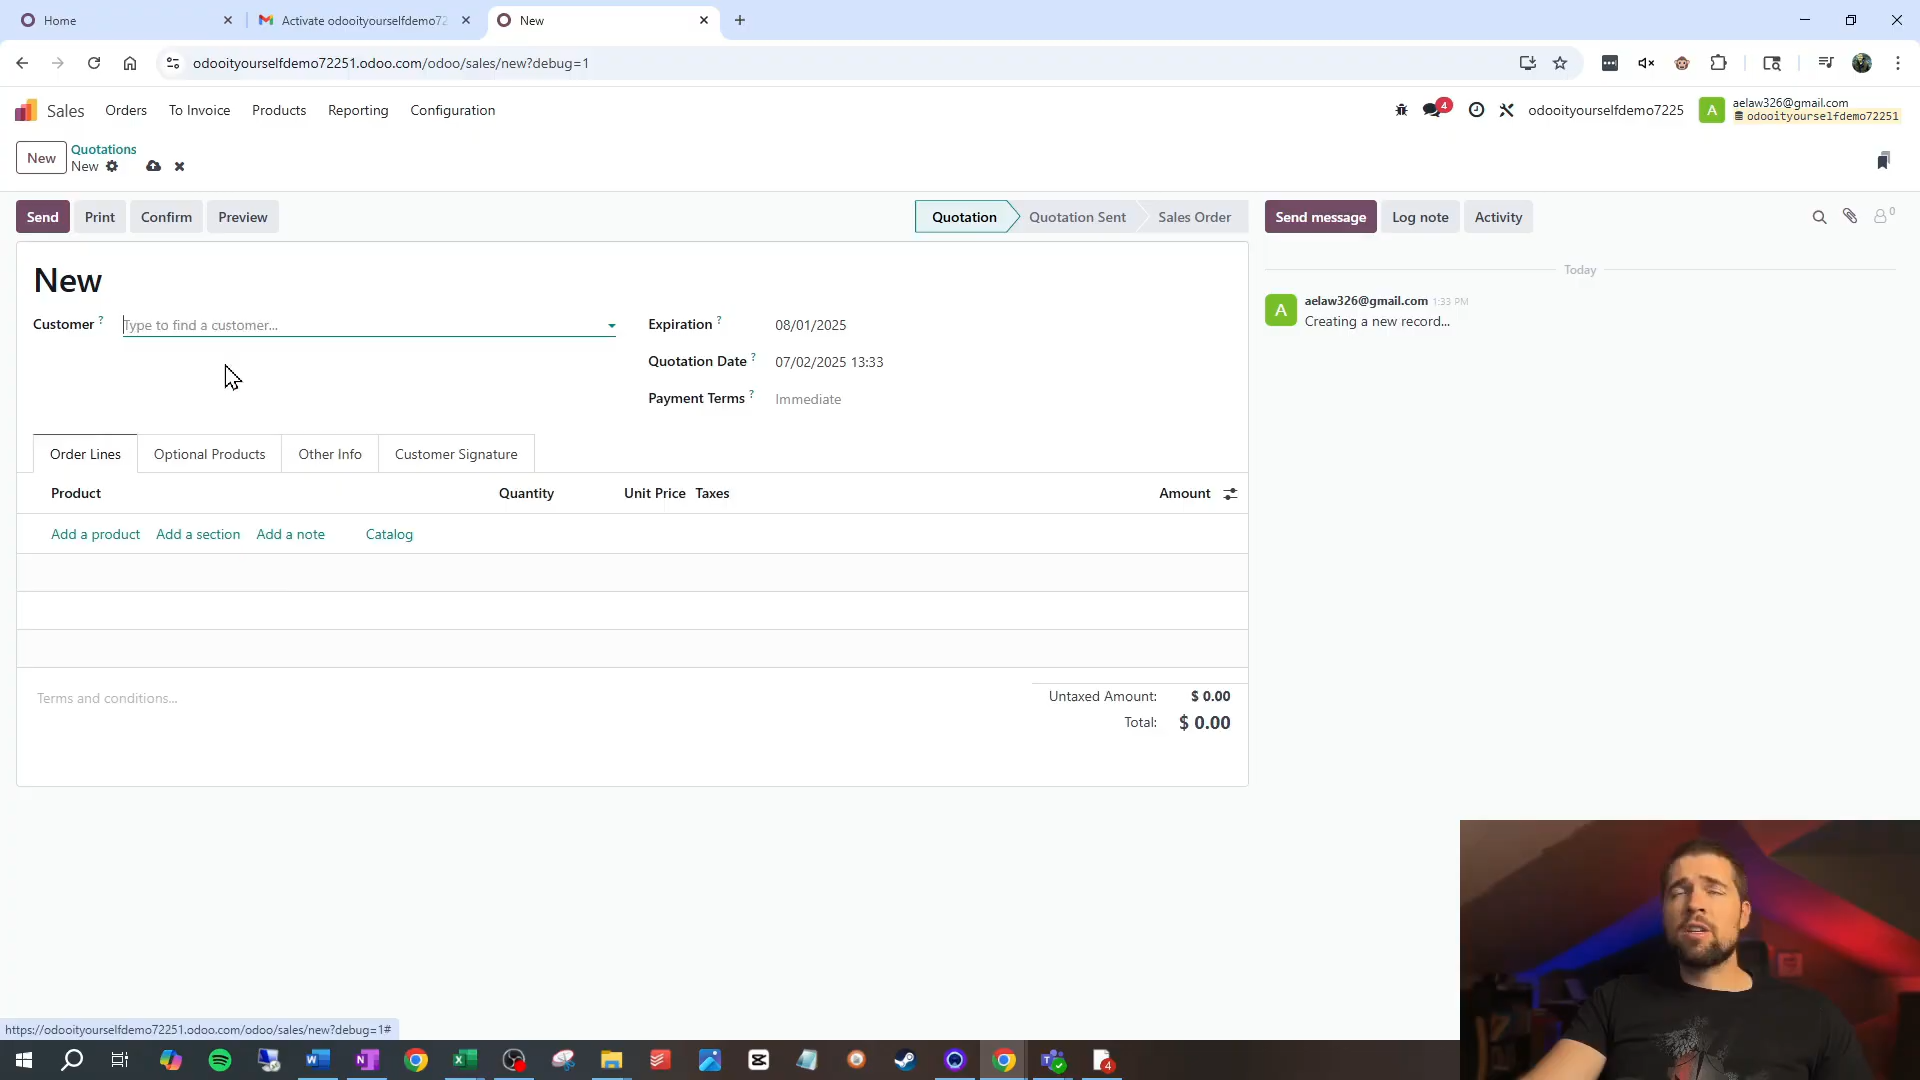 Home
Activate odooityourselfdemo72
New
odooityourselfdemo72251.odoo.com/odoo/sales/new?debug=1
Sales
Orders
To Invoice
Products
Reporting
Configuration
4
odooityourselfdemo7225
A
aelaw326@gmail.com
odooityourselfdemo72251
New
Quotations
New
Send
Print
Confirm
Preview
Quotation
Quotation Sent
Sales Order
Send message
Log note
Activity
0
New
Today
Customer ?
Type to find a customer...
Expiration ?
08/01/2025
A
aelaw326@gmail.com 1:33 PM
Creating a new record...
Quotation Date ?
07/02/2025 13:33
Payment Terms ?
Immediate
Order Lines
Optional Products
Other Info
Customer Signature
Product
Quantity
Unit Price
Taxes
Amount
Add a product
Add a section
Add a note
Catalog
Terms and conditions...
Untaxed Amount:
$ 0.00
Total:
$ 0.00
https://odooityourselfdemo72251.odoo.com/odoo/sales/new?debug=1#
4